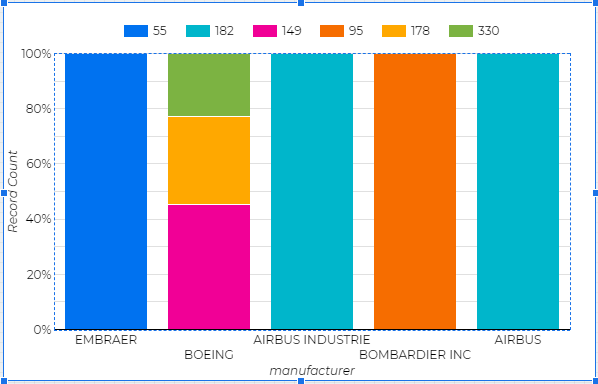 55 182 149 95 178 330
100%
80%
60%
40%
20%
0%
Record Count
EMBRAER BOEING AIRBUS INDUSTRIE BOMBARDIER INC AIRBUS
manufacturer